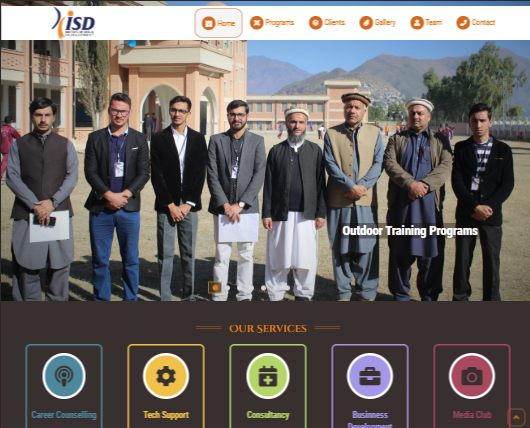 iSD
Home
Programs
Clients
Gallery
Team
Contact
Outdoor Training Programs
OUR SERVICES
Career Counselling
Tech Support
Consultancy
Businness
Development
Media Club